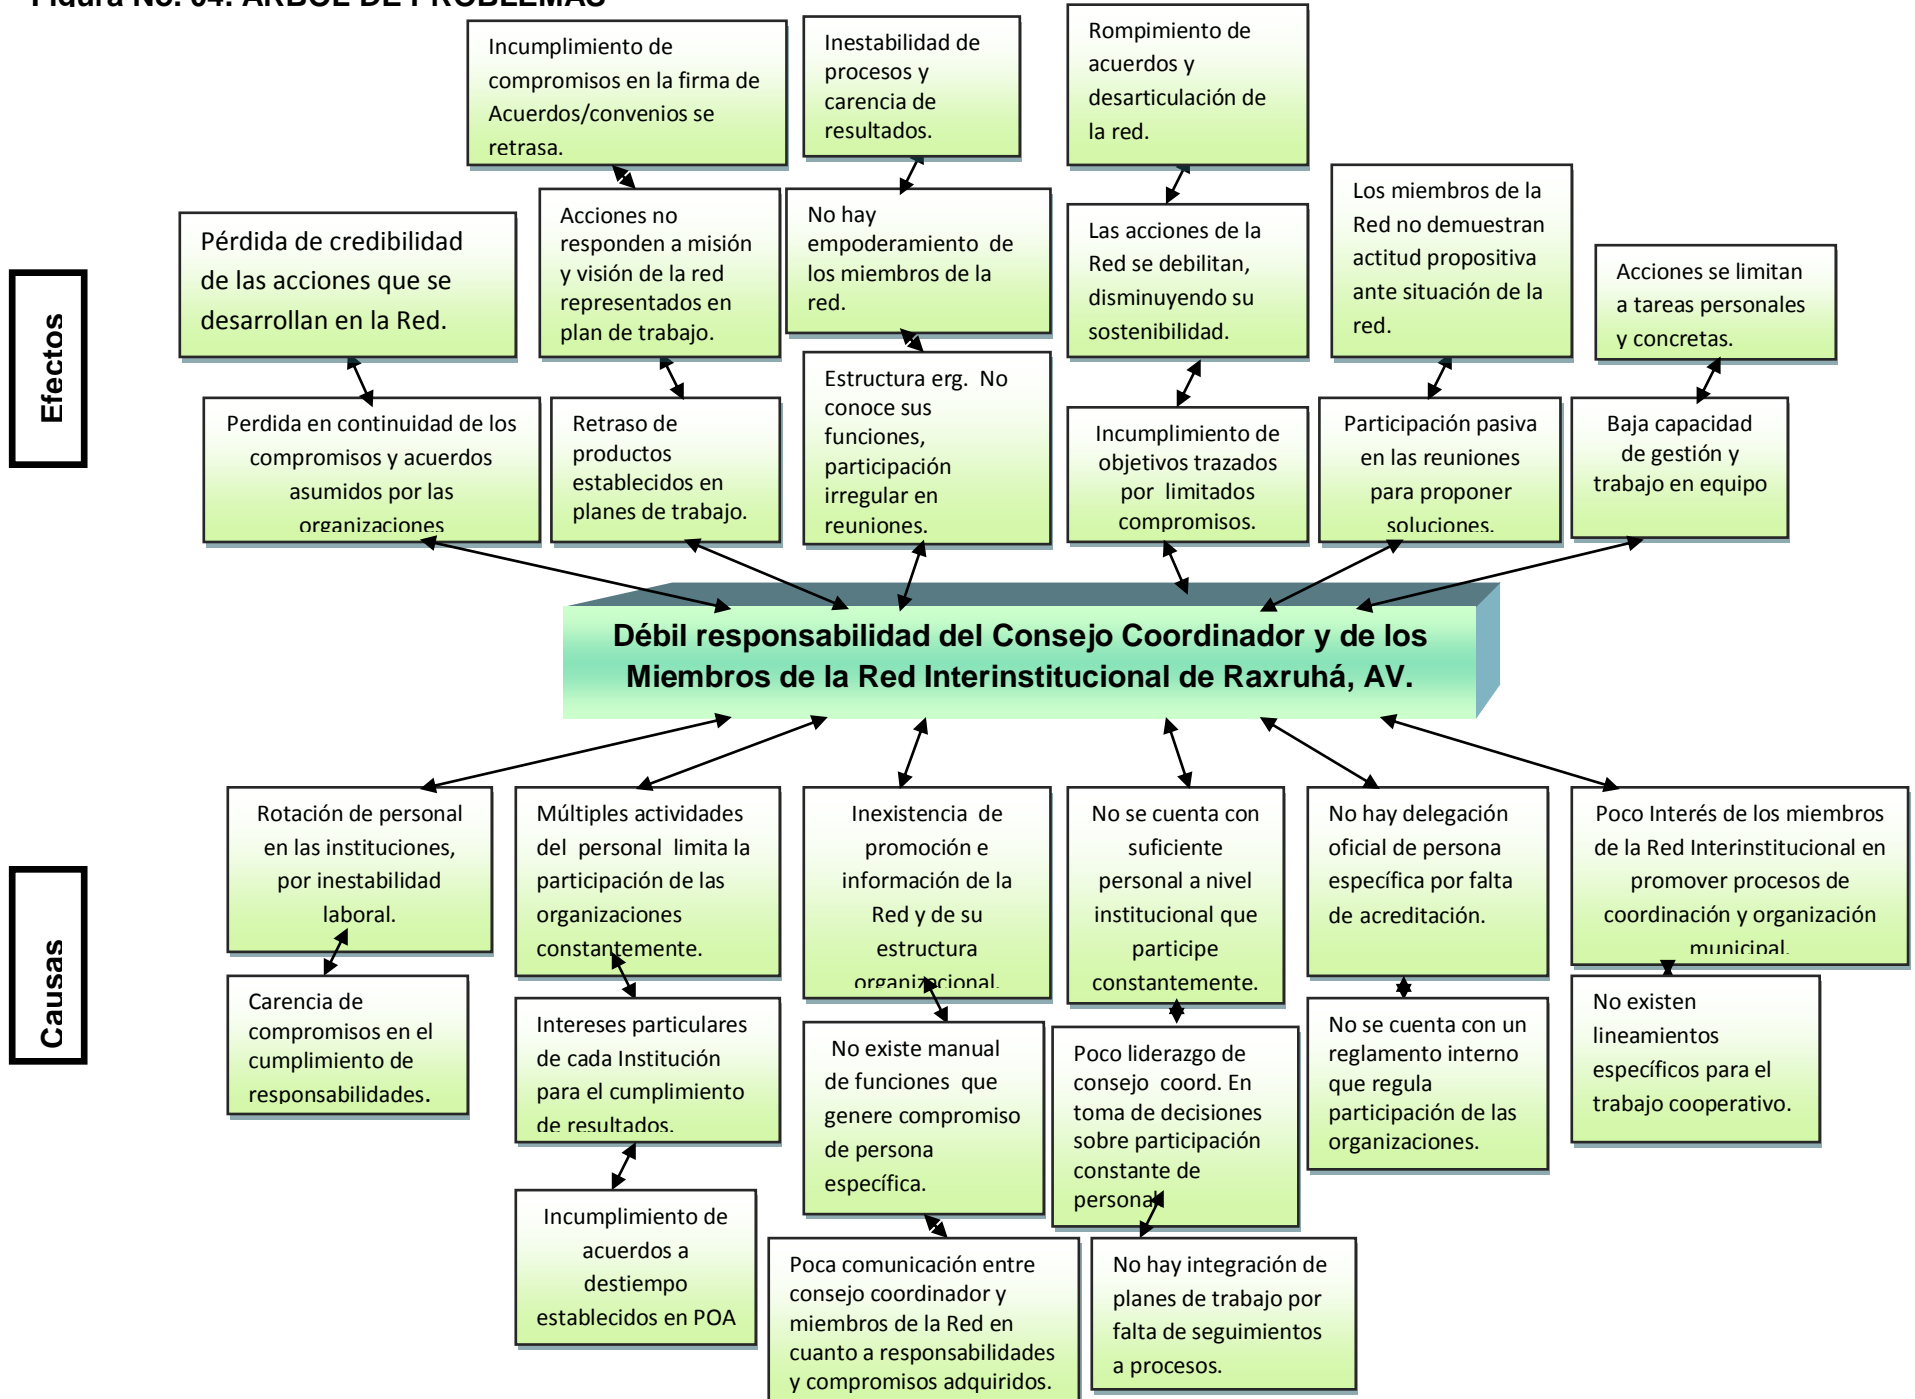 Figura No. 04. ARBOL DE PROBLEMAS
Incumplimiento de
compromisos en la firma de
Acuerdos/convenios se
retrasa.
Inestabilidad de
procesos y
carencia de
resultados.
Rompimiento de
acuerdos y
desarticulación de
la red.
Pérdida de credibilidad
de las acciones que se
desarrollan en la Red.
Acciones no
responden a misión
y visión de la red
representados en
plan de trabajo.
No hay
empoderamiento de
los miembros de la
red.
Las acciones de la
Red se debilitan,
disminuyendo su
sostenibilidad.
Los miembros de la
Red no demuestran
actitud propositiva
ante situación de la
red.
Acciones se limitan
a tareas personales
y concretas.
Efectos
Perdida en continuidad de los
compromisos y acuerdos
asumidos por las
organizaciones
Retraso de
productos
establecidos en
planes de trabajo.
Estructura erg. No
conoce sus
funciones,
participación
irregular en
reuniones.
Incumplimiento de
objetivos trazados
por limitados
compromisos.
Participación pasiva
en las reuniones
para proponer
soluciones.
Baja capacidad
de gestión y
trabajo en equipo
Débil responsabilidad del Consejo Coordinador y de los
Miembros de la Red Interinstitucional de Raxruhá, AV.
Rotación de personal
en las instituciones,
por inestabilidad
laboral.
Múltiples actividades
del personal limita la
participación de las
organizaciones
constantemente.
Inexistencia de
promoción e
información de la
Red y de su
estructura
organizacional.
No se cuenta con
suficiente
personal a nivel
institucional que
participe
constantemente.
No hay delegación
oficial de persona
específica por falta
de acreditación.
Poco Interés de los miembros
de la Red Interinstitucional en
promover procesos de
coordinación y organización
municipal.
Causas
Carencia de
compromisos en el
cumplimiento de
responsabilidades.
Intereses particulares
de cada Institución
para el cumplimiento
de resultados.
No existe manual
de funciones que
genere compromiso
de persona
específica.
Poco liderazgo de
consejo coord. En
toma de decisiones
sobre participación
constante de
personal
No se cuenta con un
reglamento interno
que regula
participación de las
organizaciones.
No existen
lineamientos
específicos para el
trabajo cooperativo.
Incumplimiento de
acuerdos a
destiempo
establecidos en POA
Poca comunicación entre
consejo coordinador y
miembros de la Red en
cuanto a responsabilidades
y compromisos adquiridos.
No hay integración de
planes de trabajo por
falta de seguimientos
a procesos.